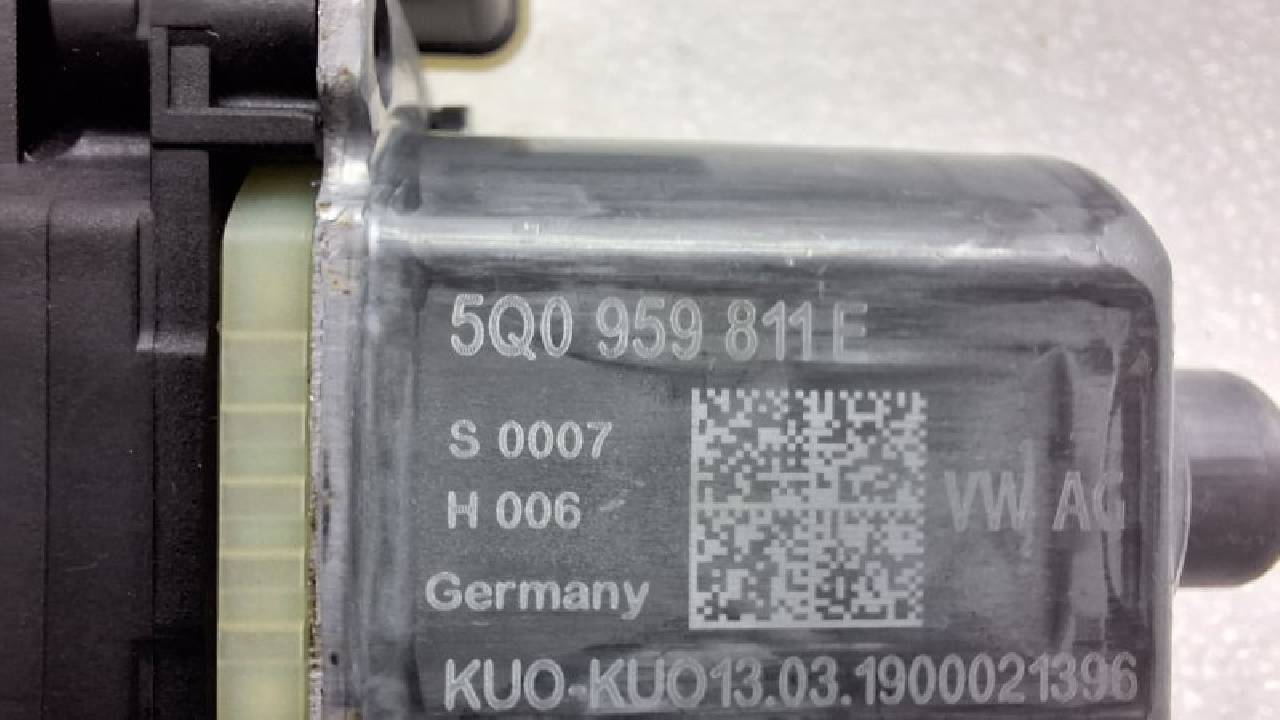 5Q0 959 811 E
S 0007
H 006
VW AG
Germany
KUO-KUO13.03.1900021396